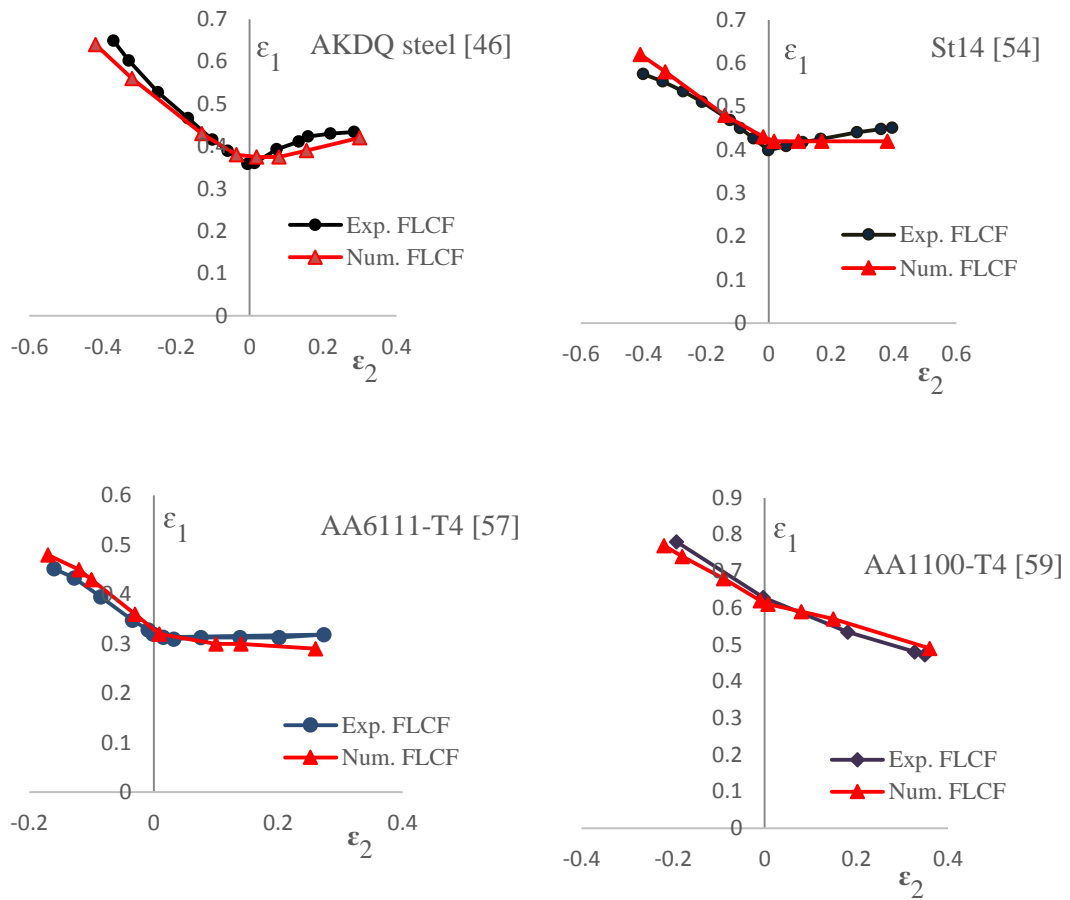 AKDQ steel [46]
ε1
0.7
0.6
0.5
0.4
0.3
0.2
0.1
0
Exp. FLCF
Num. FLCF
-0.6 -0.4 -0.2 0 0.2 0.4
ε2
St14 [54]
ε1
0.7
0.6
0.5
0.4
0.3
0.2
0.1
0
Exp. FLCF
Num. FLCF
-0.6 -0.4 -0.2 0 0.2 0.4 0.6
ε2
AA6111-T4 [57]
ε1
0.6
0.5
0.4
0.3
0.2
0.1
0
Exp. FLCF
Num. FLCF
-0.2 0 0.2 0.4
ε2
AA1100-T4 [59]
ε1
0.9
0.8
0.7
0.6
0.5
0.4
0.3
0.2
0.1
0
Exp. FLCF
Num. FLCF
-0.4 -0.2 0 0.2 0.4 0.6
ε2